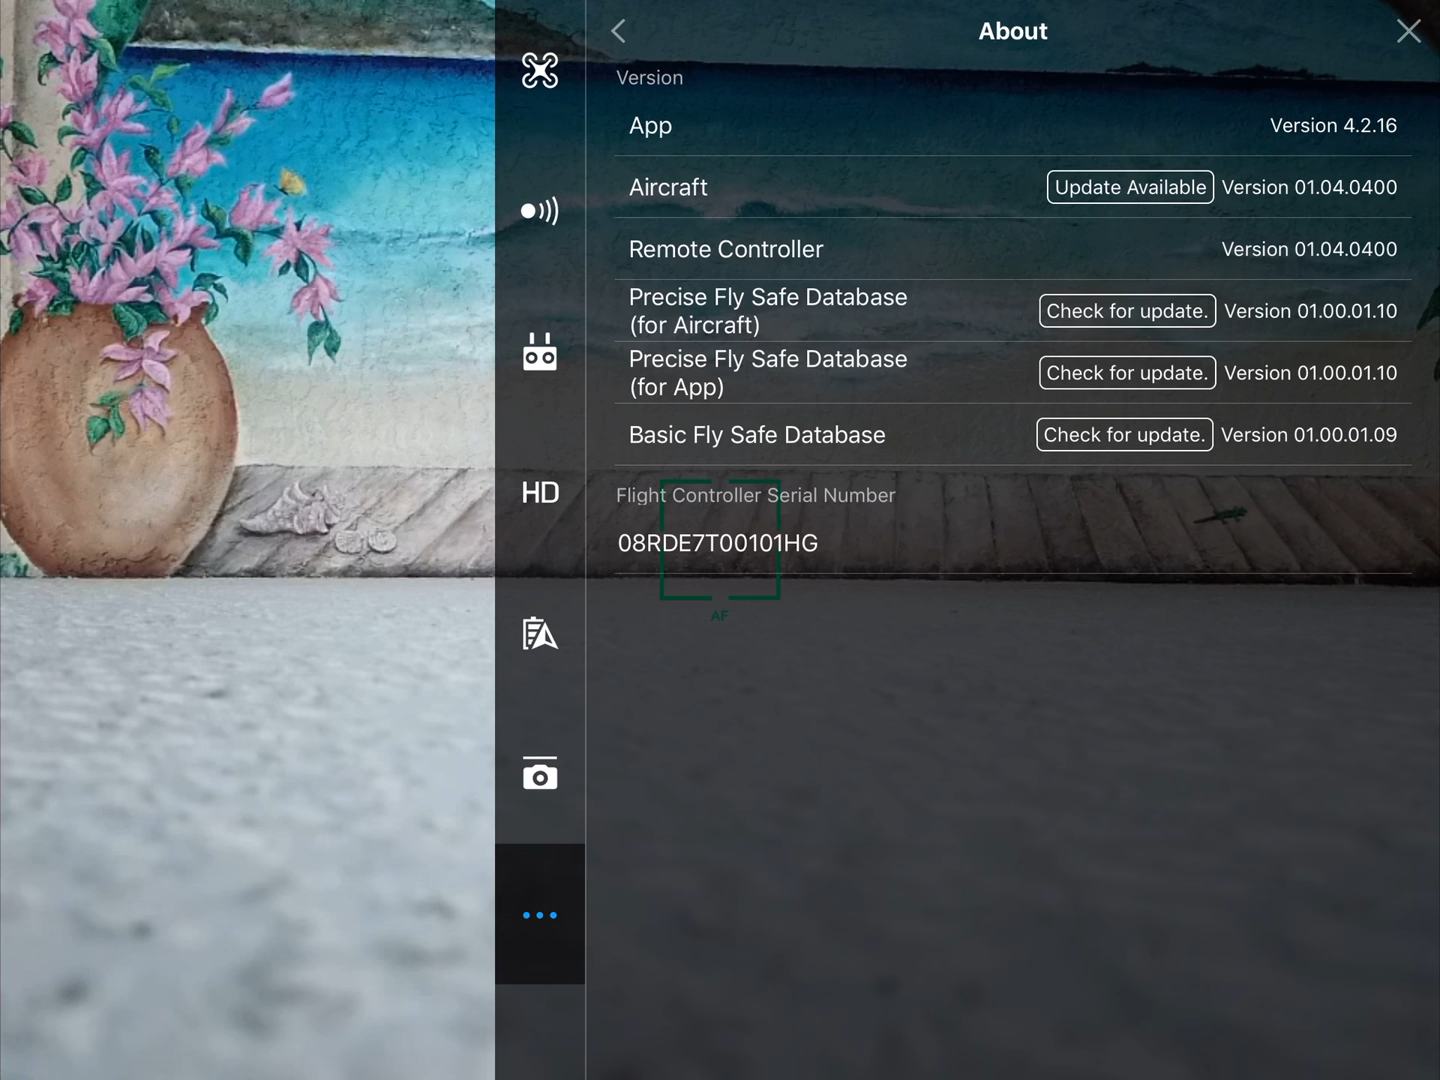 About
Version
App Version 4.2.16
Aircraft Update Available Version 01.04.0400
Remote Controller Version 01.04.0400
Precise Fly Safe Database
(for Aircraft) Check for update. Version 01.00.01.10
Precise Fly Safe Database
(for App) Check for update. Version 01.00.01.10
Basic Fly Safe Database Check for update. Version 01.00.01.09
HD
Flight Controller Serial Number
08RDE7T00101HG
AF